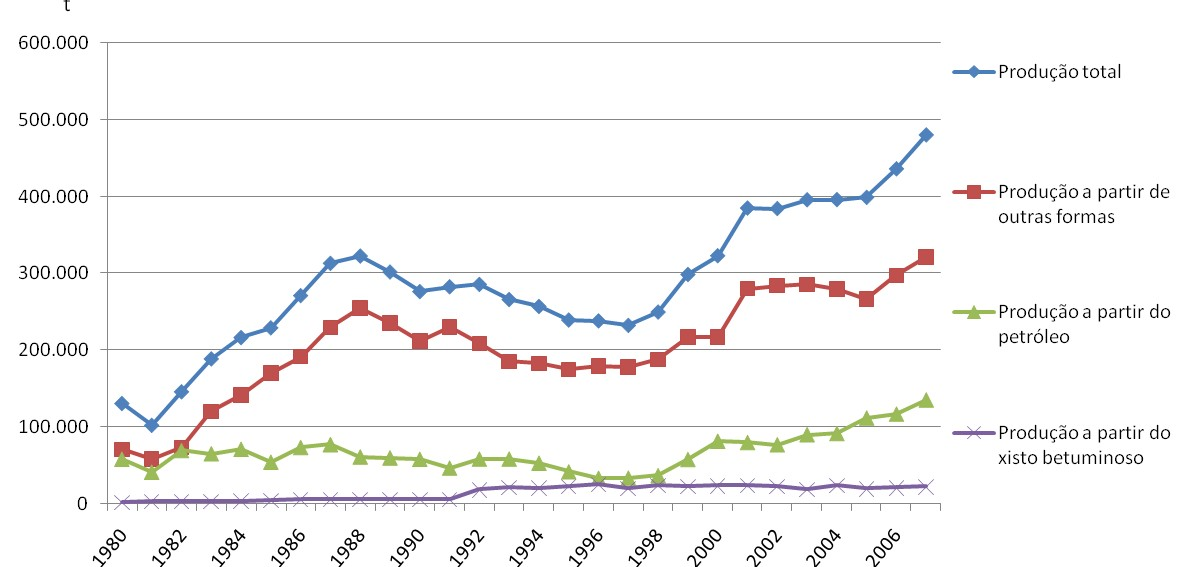 t
600.000
500.000
400.000
300.000
200.000
100.000
0
1980
1982
1984
1986
1988
1990
1992
1994
1996
1998
2000
2002
2004
2006
Produção total
Produção a partir de
outras formas
Produção a partir do
petróleo
Produção a partir do
xisto betuminoso